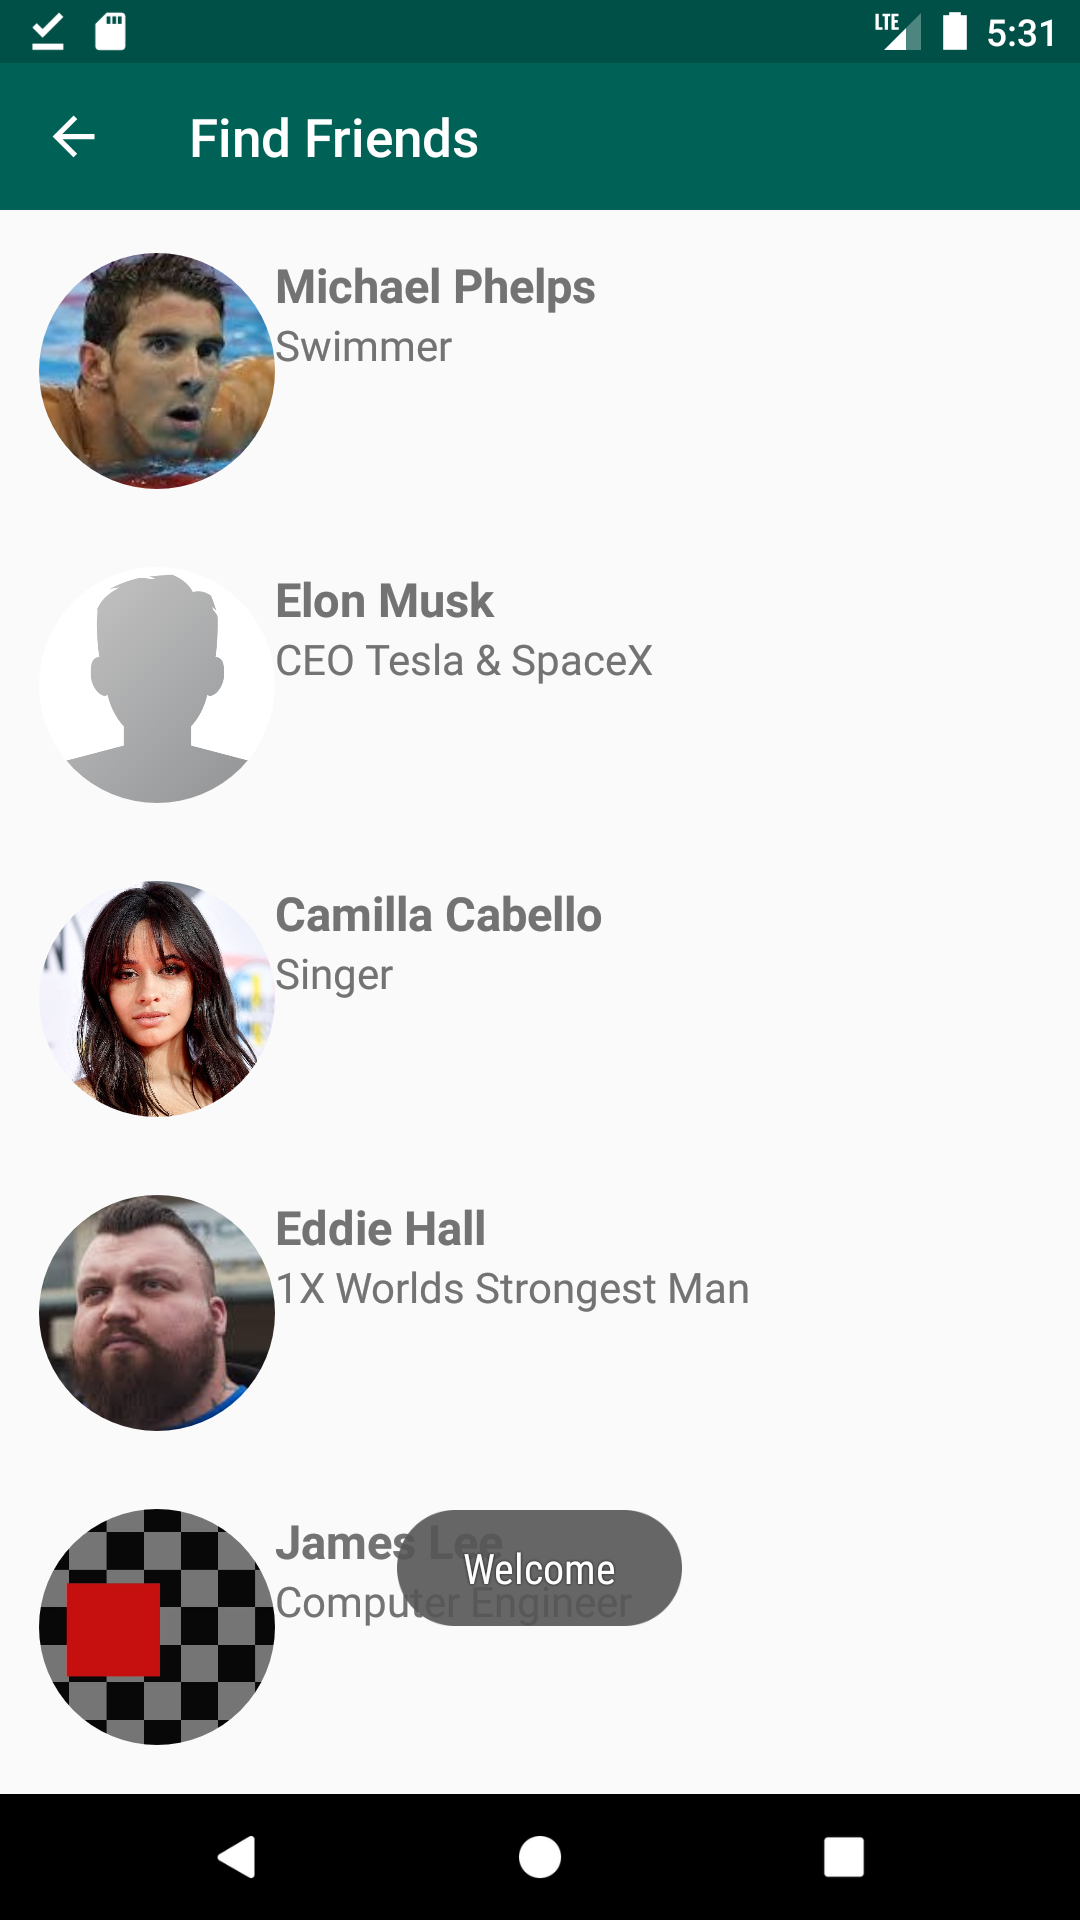 LTE 5:31
Find Friends
Michael Phelps
Swimmer
Elon Musk
CEO Tesla & SpaceX
Camilla Cabello
Singer
Eddie Hall
1X Worlds Strongest Man
James Lee
Welcome
Computer Engineer